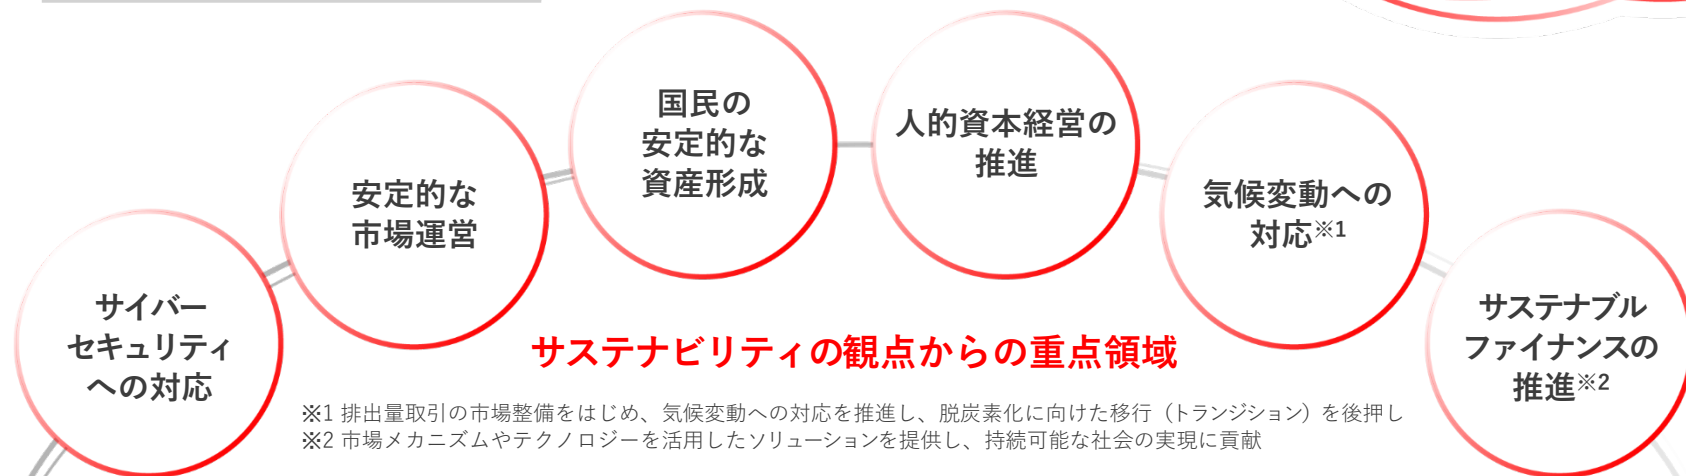 サイバー
セキュリティ
への対応
安定的な
市場運営
国民の
安定的な
資産形成
人的資本経営の
推進
気候変動への
対応※1
サステナブル
ファイナンスの
推進※2
サステナビリティの観点からの重点領域
※1 排出量取引の市場整備をはじめ、気候変動への対応を推進し、脱炭素化に向けた移行（トランジション）を後押し
※2 市場メカニズムやテクノロジーを活用したソリューションを提供し、持続可能な社会の実現に貢献